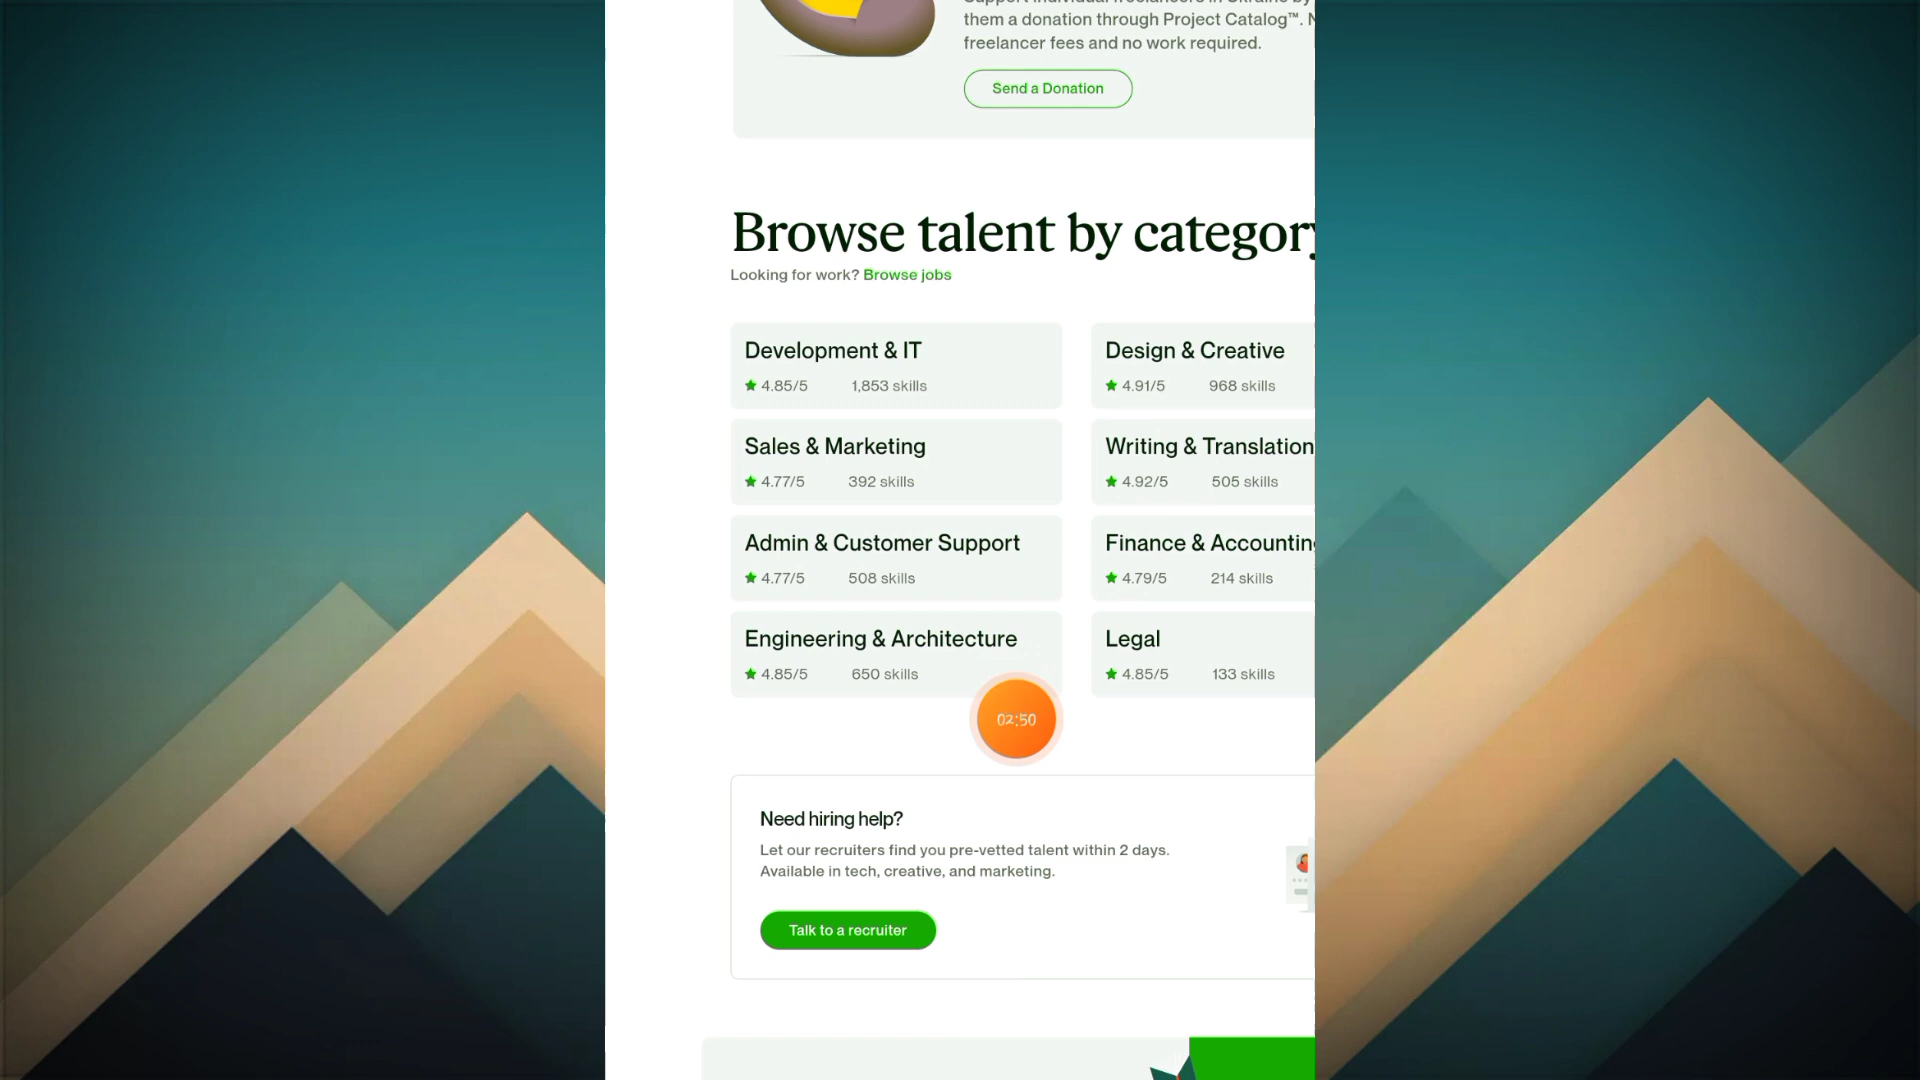 them a donation through Project Catalog™.
freelancer fees and no work required.
Send a Donation
Browse talent by category
Looking for work? Browse jobs
Development & IT
4.85/5 1,853 skills
Design & Creative
4.91/5 968 skills
Sales & Marketing
4.77/5 392 skills
Writing & Translation
4.92/5 505 skills
Admin & Customer Support
4.77/5 508 skills
Finance & Accounting
4.79/5 214 skills
Engineering & Architecture
4.85/5 650 skills
Legal
4.85/5 133 skills
02:50
Need hiring help?
Let our recruiters find you pre-vetted talent within 2 days.
Available in tech, creative, and marketing.
Talk to a recruiter